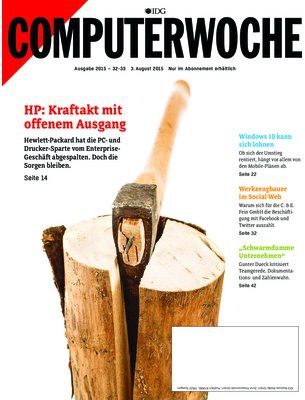 IDG
COMPUTERWOCHE
Ausgabe 2015 – 32-33 3. August 2015 Nur im Abonnement erhältlich
HP: Kraftakt mit
offenem Ausgang
Hewlett-Packard hat die PC- und
Drucker-Sparte vom Enterprise-
Geschäft abgespalten. Doch die
Sorgen bleiben.
Seite 14
Windows 10 kann
sich lohnen
Ob sich der Umstieg
rentiert, hängt vor allem von
den Mobile-Plänen ab.
Seite 22
Werkzeugbauer
im Social Web
Warum sich für die C. & E.
Fein GmbH die Beschäfti-
gung mit Facebook und
Twitter auszahlt.
Seite 32
„Schwarmdumme
Unternehmen“
Gunter Dueck kritisiert
Teamgerede, Dokumenta-
tions- und Zahlenwahn.
Seite 42